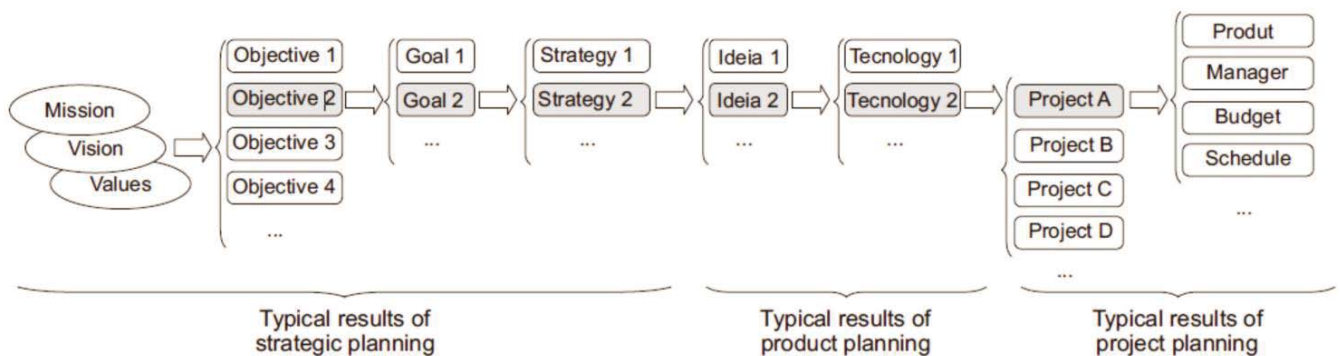 Mission
Vision
Values
Objective 1
Objective 2
Objective 3
Objective 4
...
Goal 1
Goal 2
...
Strategy 1
Strategy 2
...
Ideia 1
Ideia 2
...
Tecnology 1
Tecnology 2
...
Project A
Project B
Project C
Project D
...
Produt
Manager
Budget
Schedule
...
Typical results of
strategic planning
Typical results of
product planning
Typical results of
project planning